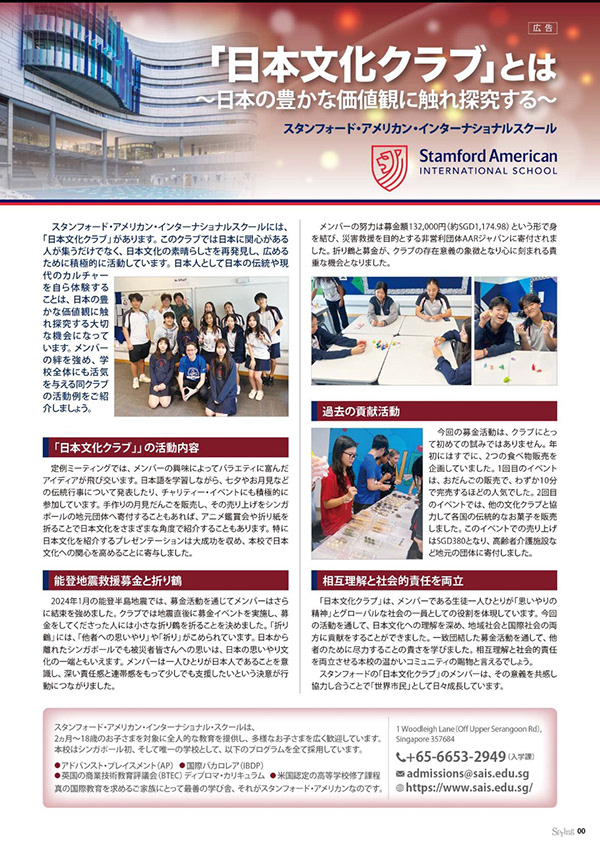 広告
「日本文化クラブ」とは
～日本の豊かな価値観に触れ探究する～
スタンフォード・アメリカン・インターナショナルスクール
Stamford American
INTERNATIONAL SCHOOL
スタンフォード・アメリカン・インターナショナルスクールには、
「日本文化クラブ」があります。このクラブでは日本に関心がある
人が集うだけでなく、日本文化の素晴らしさを再発見し、広める
ために積極的に活動しています。日本人として日本の伝統や現
代のカルチャー
を自ら体験する
ことは、日本の豊
かな価値観に触
れ探究する大切
な機会になって
います。メンバー
の絆を強め、学
校全体にも活気
を与える同クラブ
の活動例をご紹
介しましょう。
「日本文化クラブ」」の活動内容
定例ミーティングでは、メンバーの興味によってバラエティに富んだ
アイディアが飛び交います。日本語を学習しながら、七夕やお月見など
の伝統行事について発表したり、チャリティー・イベントにも積極的に
参加しています。手作りの月見だんごを販売し、その売り上げをシンガ
ポールの地元団体へ寄付することもあれば、アニメ鑑賞会や折り紙を
折ることで日本文化をさまざまな角度で紹介することもあります。特に
日本文化を紹介するプレゼンテーションは大成功を収め、本校で日本
文化への関心を高めることに寄与しました。
能登地震救援募金と折り鶴
2024年1月の能登半島地震では、募金活動を通じてメンバーはさら
に結束を強めました。クラブでは地震直後に募金イベントを実施し、募
金をしてくださった人には小さな折り鶴を折ることを決めました。「折り
鶴」には、「他者への思いやり」や「祈り」がこめられています。日本から
離れたシンガポールでも被災者皆さんへの思いは、日本の思いやり文
化の一端ともいえます。メンバーは一人ひとりが日本人であることを意
識し、深い責任感と連帯感をもって少しでも支援したいという決意が行
動につながりました。
メンバーの努力は募金額132,000円（約SGD1,174.98）という形で身
を結び、災害救援を目的とする非営利団体AARジャパンに寄付されま
した。折り鶴と募金が、クラブの存在意義の象徴となり心に刻まれる貴
重な機会となりました。
過去の貢献活動
今回の募金活動は、クラブにとっ
て初めての試みではありません。年
初にはすでに、2つの食べ物販売を
企画していました。1回目のイベント
は、おだんごの販売で、わずか10分
で完売するほどの人気でした。2回目
のイベントでは、他の文化クラブと協
力して各国の伝統的なお菓子を販売
しました。このイベントでの売り上げ
はSGD380となり、高齢者介護施設な
ど地元の団体に寄付しました。
相互理解と社会的責任を両立
「日本文化クラブ」は、メンバーである生徒一人ひとりが「思いやりの
精神」とグローバルな社会の一員としての役割を体現しています。今回
の活動を通して、日本文化への理解を深め、地域社会と国際社会の両
方に貢献をすることができました。一致団結した募金活動を通して、他
者のために尽力することの貴さを学びました。相互理解と社会的責任
を両立させる本校の温かいコミュニティの賜物と言えるでしょう。
スタンフォードの「日本文化クラブ」のメンバーは、その意義を共感し
協力し合うことで「世界市民」として日々成長しています。
スタンフォード・アメリカン・インターナショナルスクールは、
2ヵ月～18歳のお子さまを対象に全人的な教育を提供し、多様なお子さまを広く歓迎しています。
本校はシンガポール初、そして唯一の学校として、以下のプログラムを全て採用しています。
●アドバンスト・プレイスメント（AP） ●国際バカロレア（IBDP）
●英国の商業技術教育評議会（BTEC）ディプロマ・カリキュラム ●米国認定の高等学校修了課程
真の国際教育を求めるご家族にとって最善の学び舎、それがスタンフォード・アメリカンなのです。
1 Woodleigh Lane (Off Upper Serangoon Rd),
Singapore 357684
+65-6653-2949（入学課）
admissions@sais.edu.sg
https://www.sais.edu.sg/
00